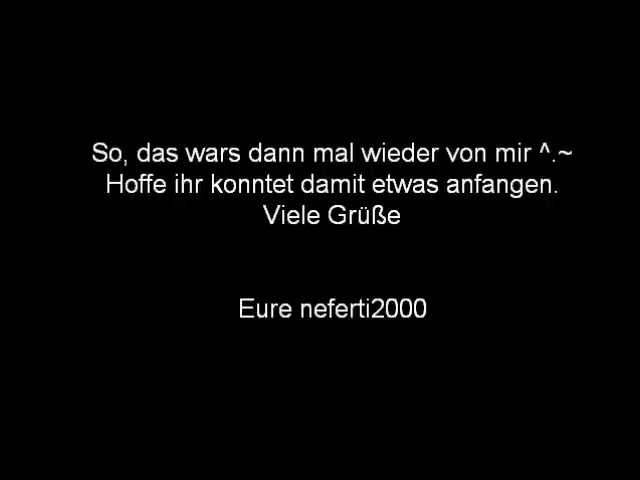 So, das wars dann mal wieder von mir ^.~
Hoffe ihr konntet damit etwas anfangen.
Viele Grüße
Eure neferti2000